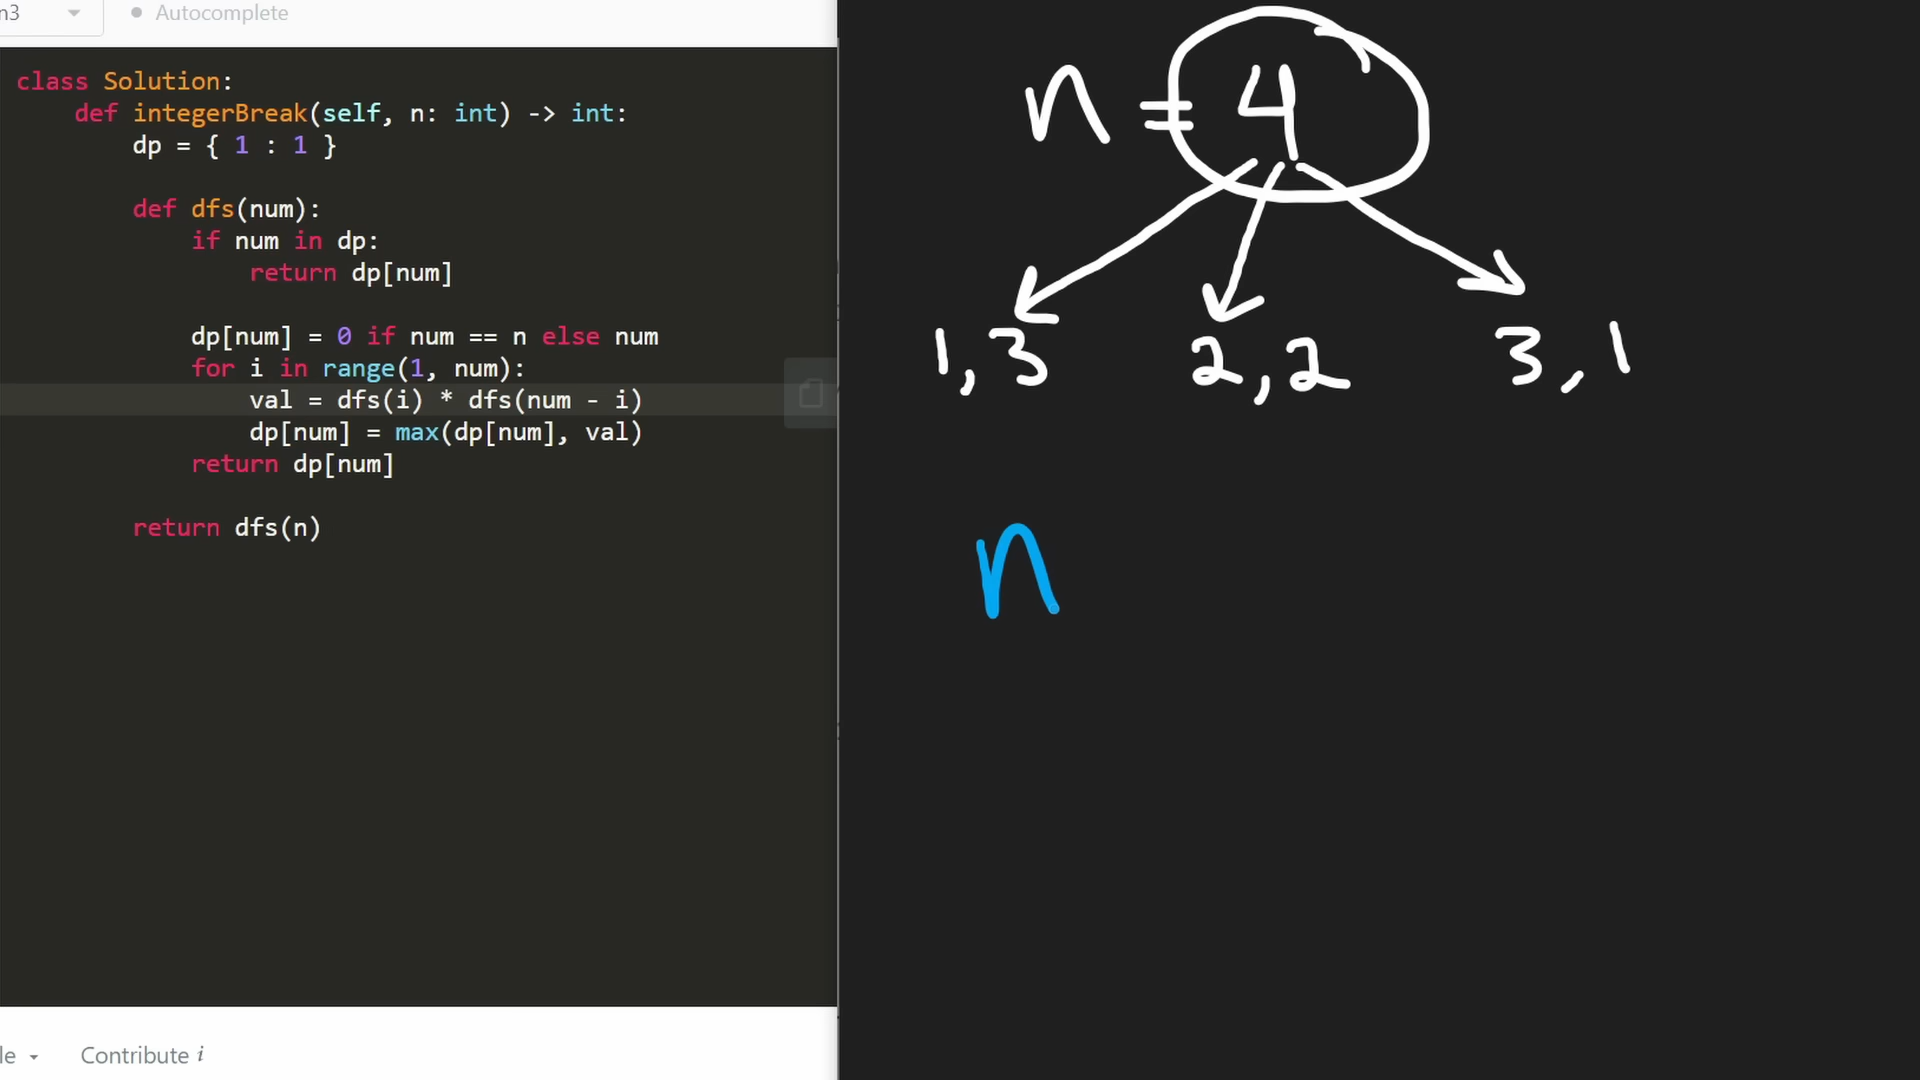 n3
Autocomplete
class Solution:
def integerBreak(self, n: int) -> int:
dp = { 1 : 1 }
def dfs(num):
if num in dp:
return dp[num]
dp[num] = 0 if num == n else num
for i in range(1, num):
val = dfs(i) * dfs(num - i)
dp[num] = max(dp[num], val)
return dp[num]
return dfs(n)
le
Contribute i
n = 4
1,3 2,2 3,1
n